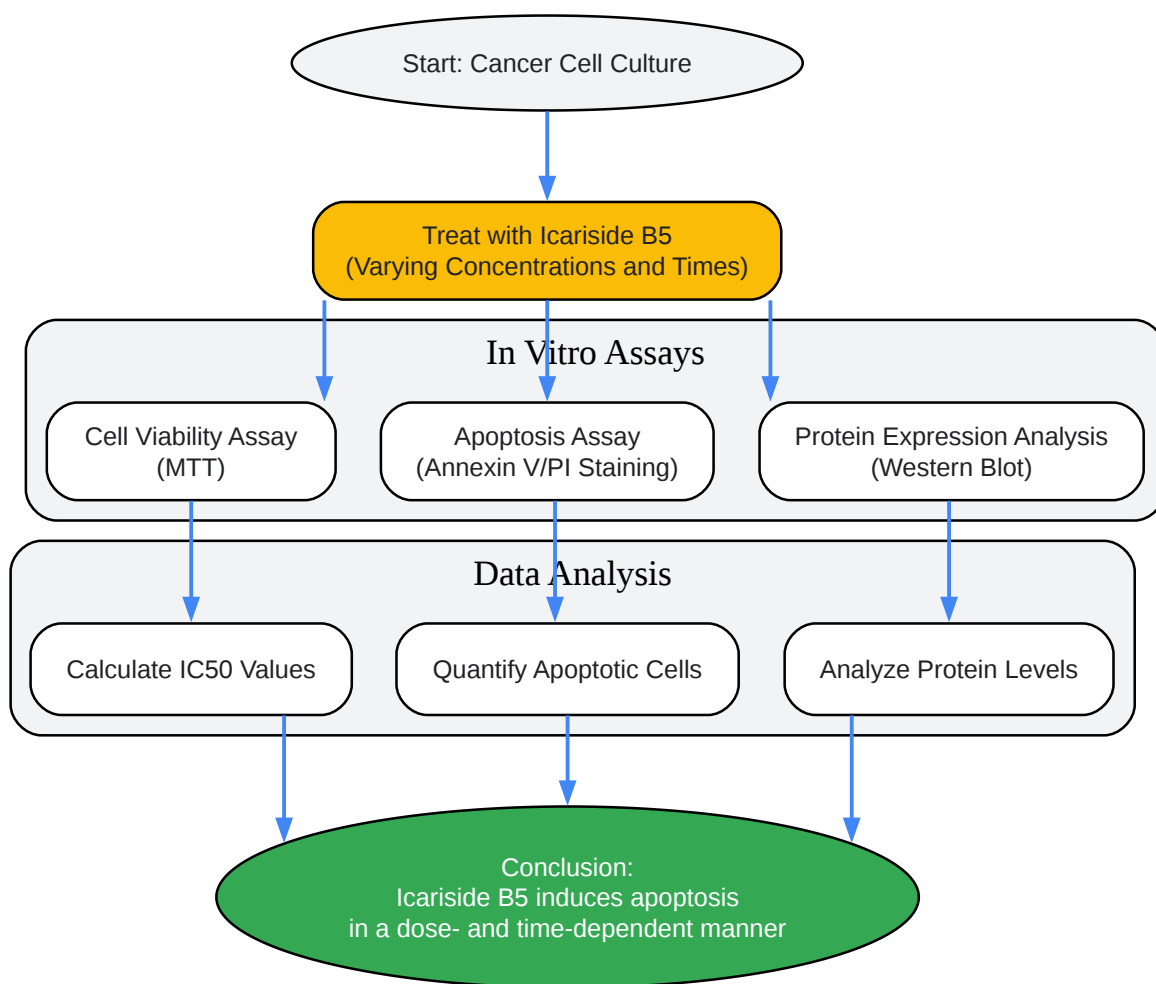 Start: Cancer Cell Culture
Treat with Icariside B5
(Varying Concentrations and Times)
In Vitro Assays
Cell Viability Assay
(MTT)
Apoptosis Assay
(Annexin V/PI Staining)
Protein Expression Analysis
(Western Blot)
Data Analysis
Calculate IC50 Values
Quantify Apoptotic Cells
Analyze Protein Levels
Conclusion:
Icariside B5 induces apoptosis
in a dose- and time-dependent manner